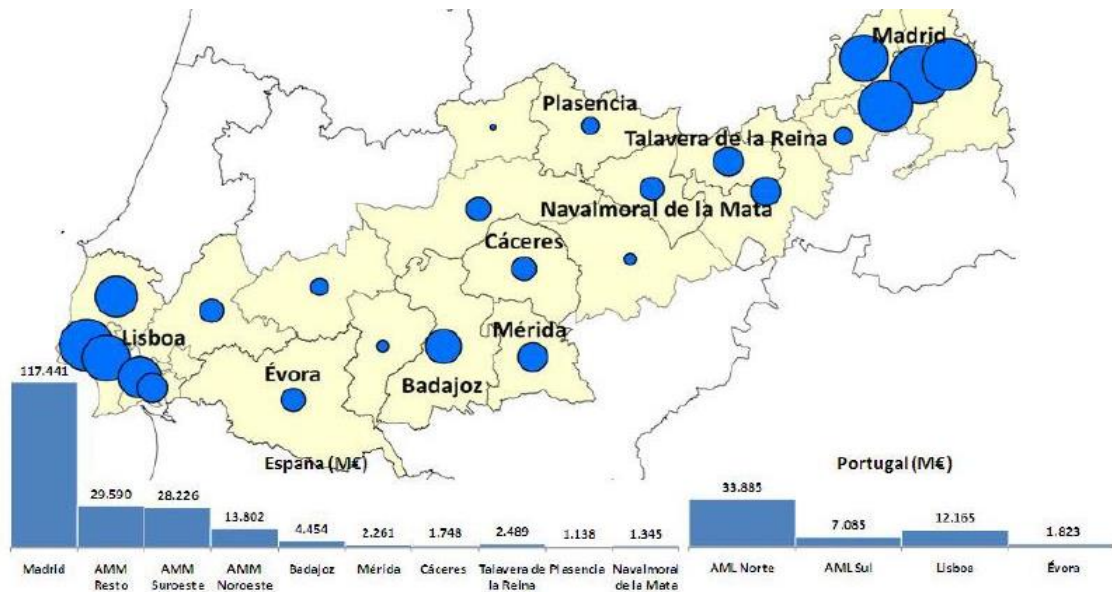 Madrid
Plasencia
Talavera de la Reina
Navalmoral de la Mata
Cáceres
Lisboa
Mérida
Évora
Badajoz
España (M€)
Portugal (M€)
117.441
29.590
28.226
13.802
4.454
2.261
1.748
2.489
1.138
1.345
33.885
7.085
12.165
1.823
Madrid
AMM Resto
AMM Suroeste
AMM Noroeste
Badajoz
Mérida
Cáceres
Talavera de la Reina
Plasencia
Navalmoral de la Mata
AML Norte
AML Sul
Lisboa
Évora